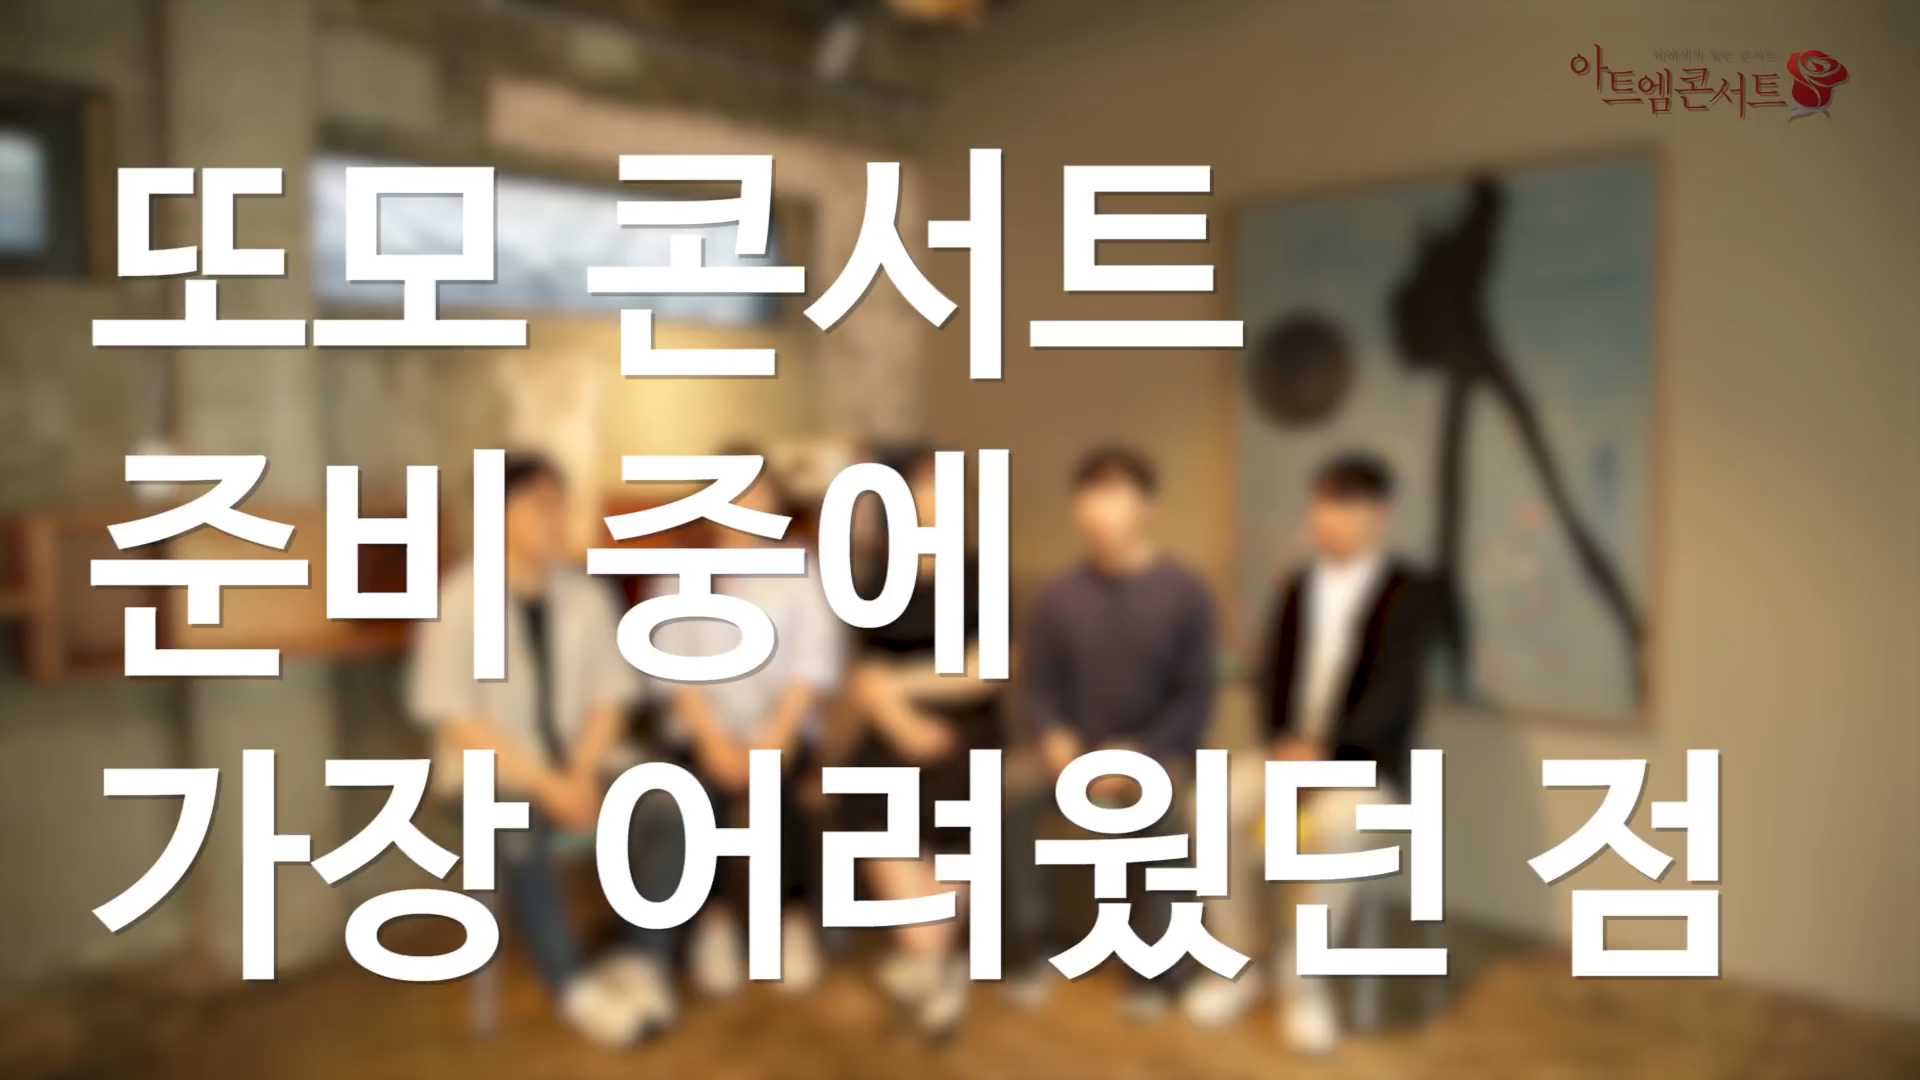 아트엠콘서트
또모 콘서트
준비 중에
가장 어려웠던 점